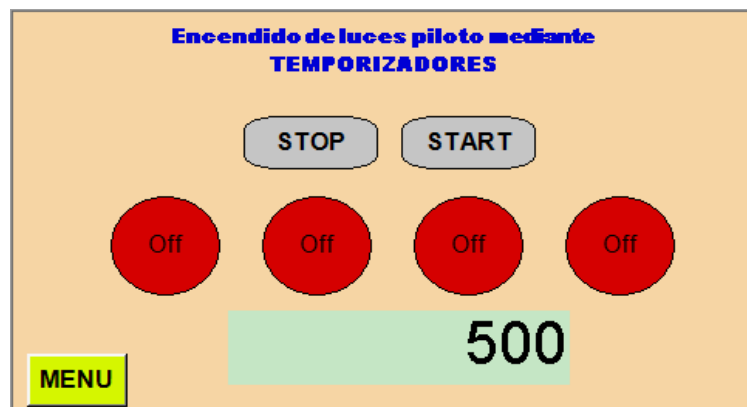 Encendido de luces piloto mediante
TEMPORIZADORES
STOP START
Off Off Off Off
500
MENU